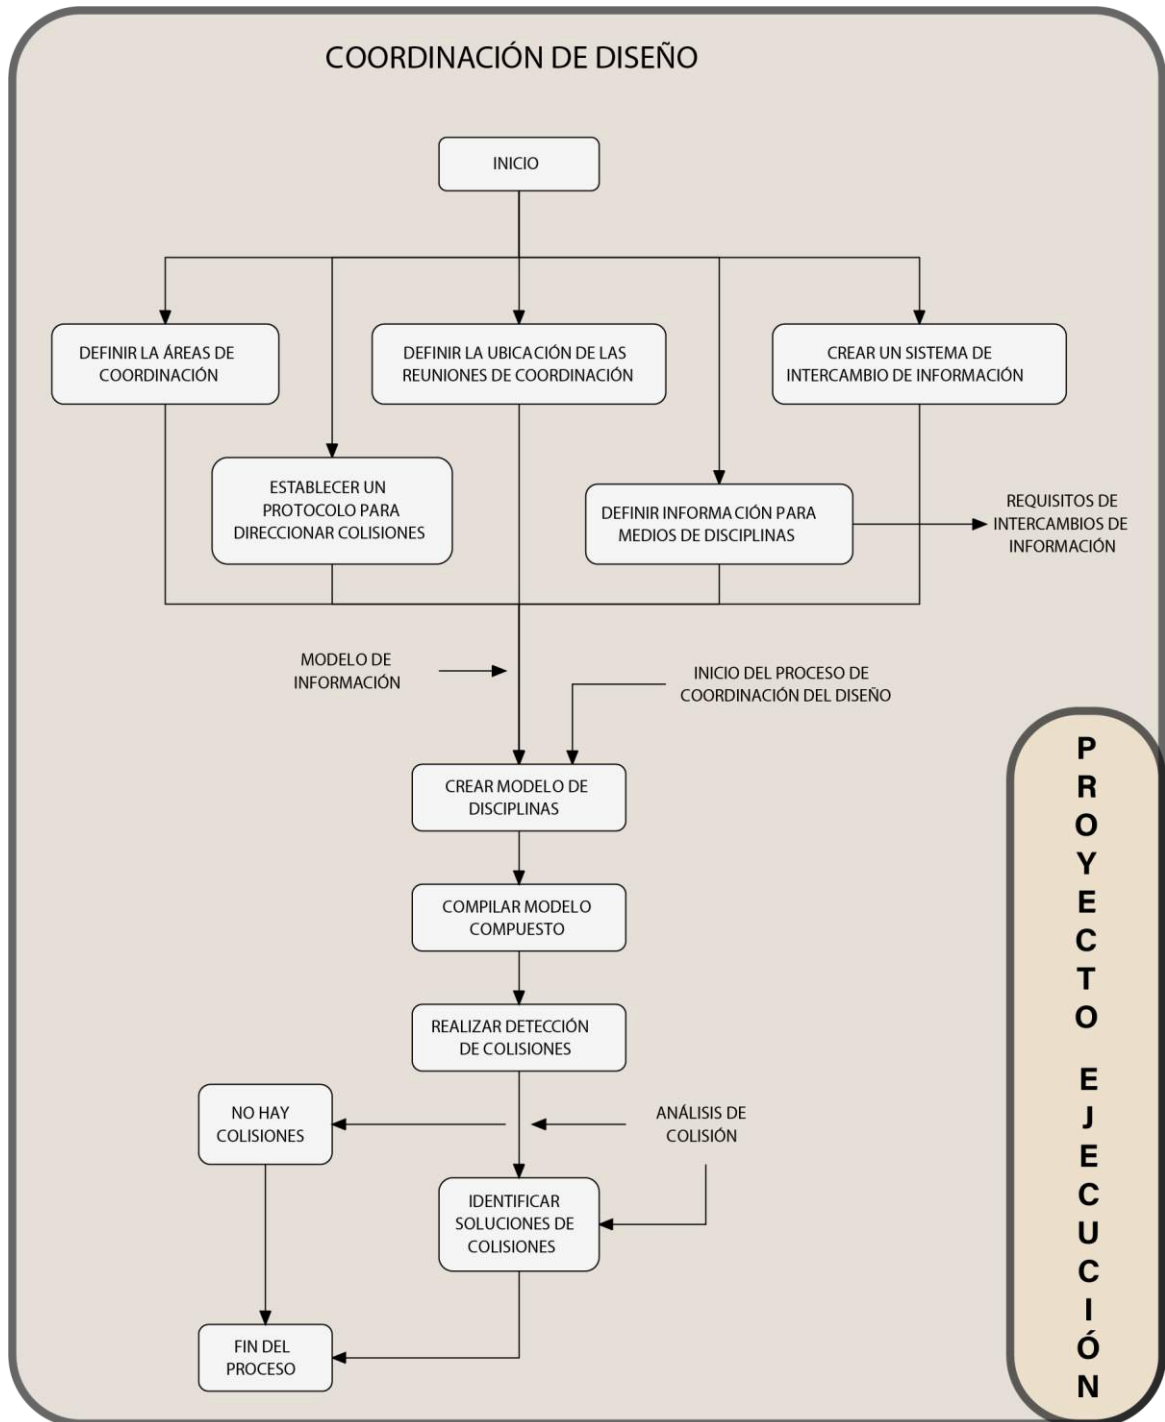 COORDINACIÓN DE DISEÑO
INICIO
DEFINIR LA ÁREAS DE
COORDINACIÓN
DEFINIR LA UBICACIÓN DE LAS
REUNIONES DE COORDINACIÓN
CREAR UN SISTEMA DE
INTERCAMBIO DE INFORMACIÓN
ESTABLECER UN
PROTOCOLO PARA
DIRECCIONAR COLISIONES
DEFINIR INFORMACIÓN PARA
MEDIOS DE DISCIPLINAS
REQUISITOS DE
INTERCAMBIOS DE
INFORMACIÓN
MODELO DE
INFORMACIÓN
INICIO DEL PROCESO DE
COORDINACIÓN DEL DISEÑO
CREAR MODELO DE
DISCIPLINAS
COMPILAR MODELO
COMPUESTO
REALIZAR DETECCIÓN
DE COLISIONES
NO HAY
COLISIONES
ANÁLISIS DE
COLISIÓN
IDENTIFICAR
SOLUCIONES DE
COLISIONES
FIN DEL
PROCESO
PROYECTO EJECUCIÓN